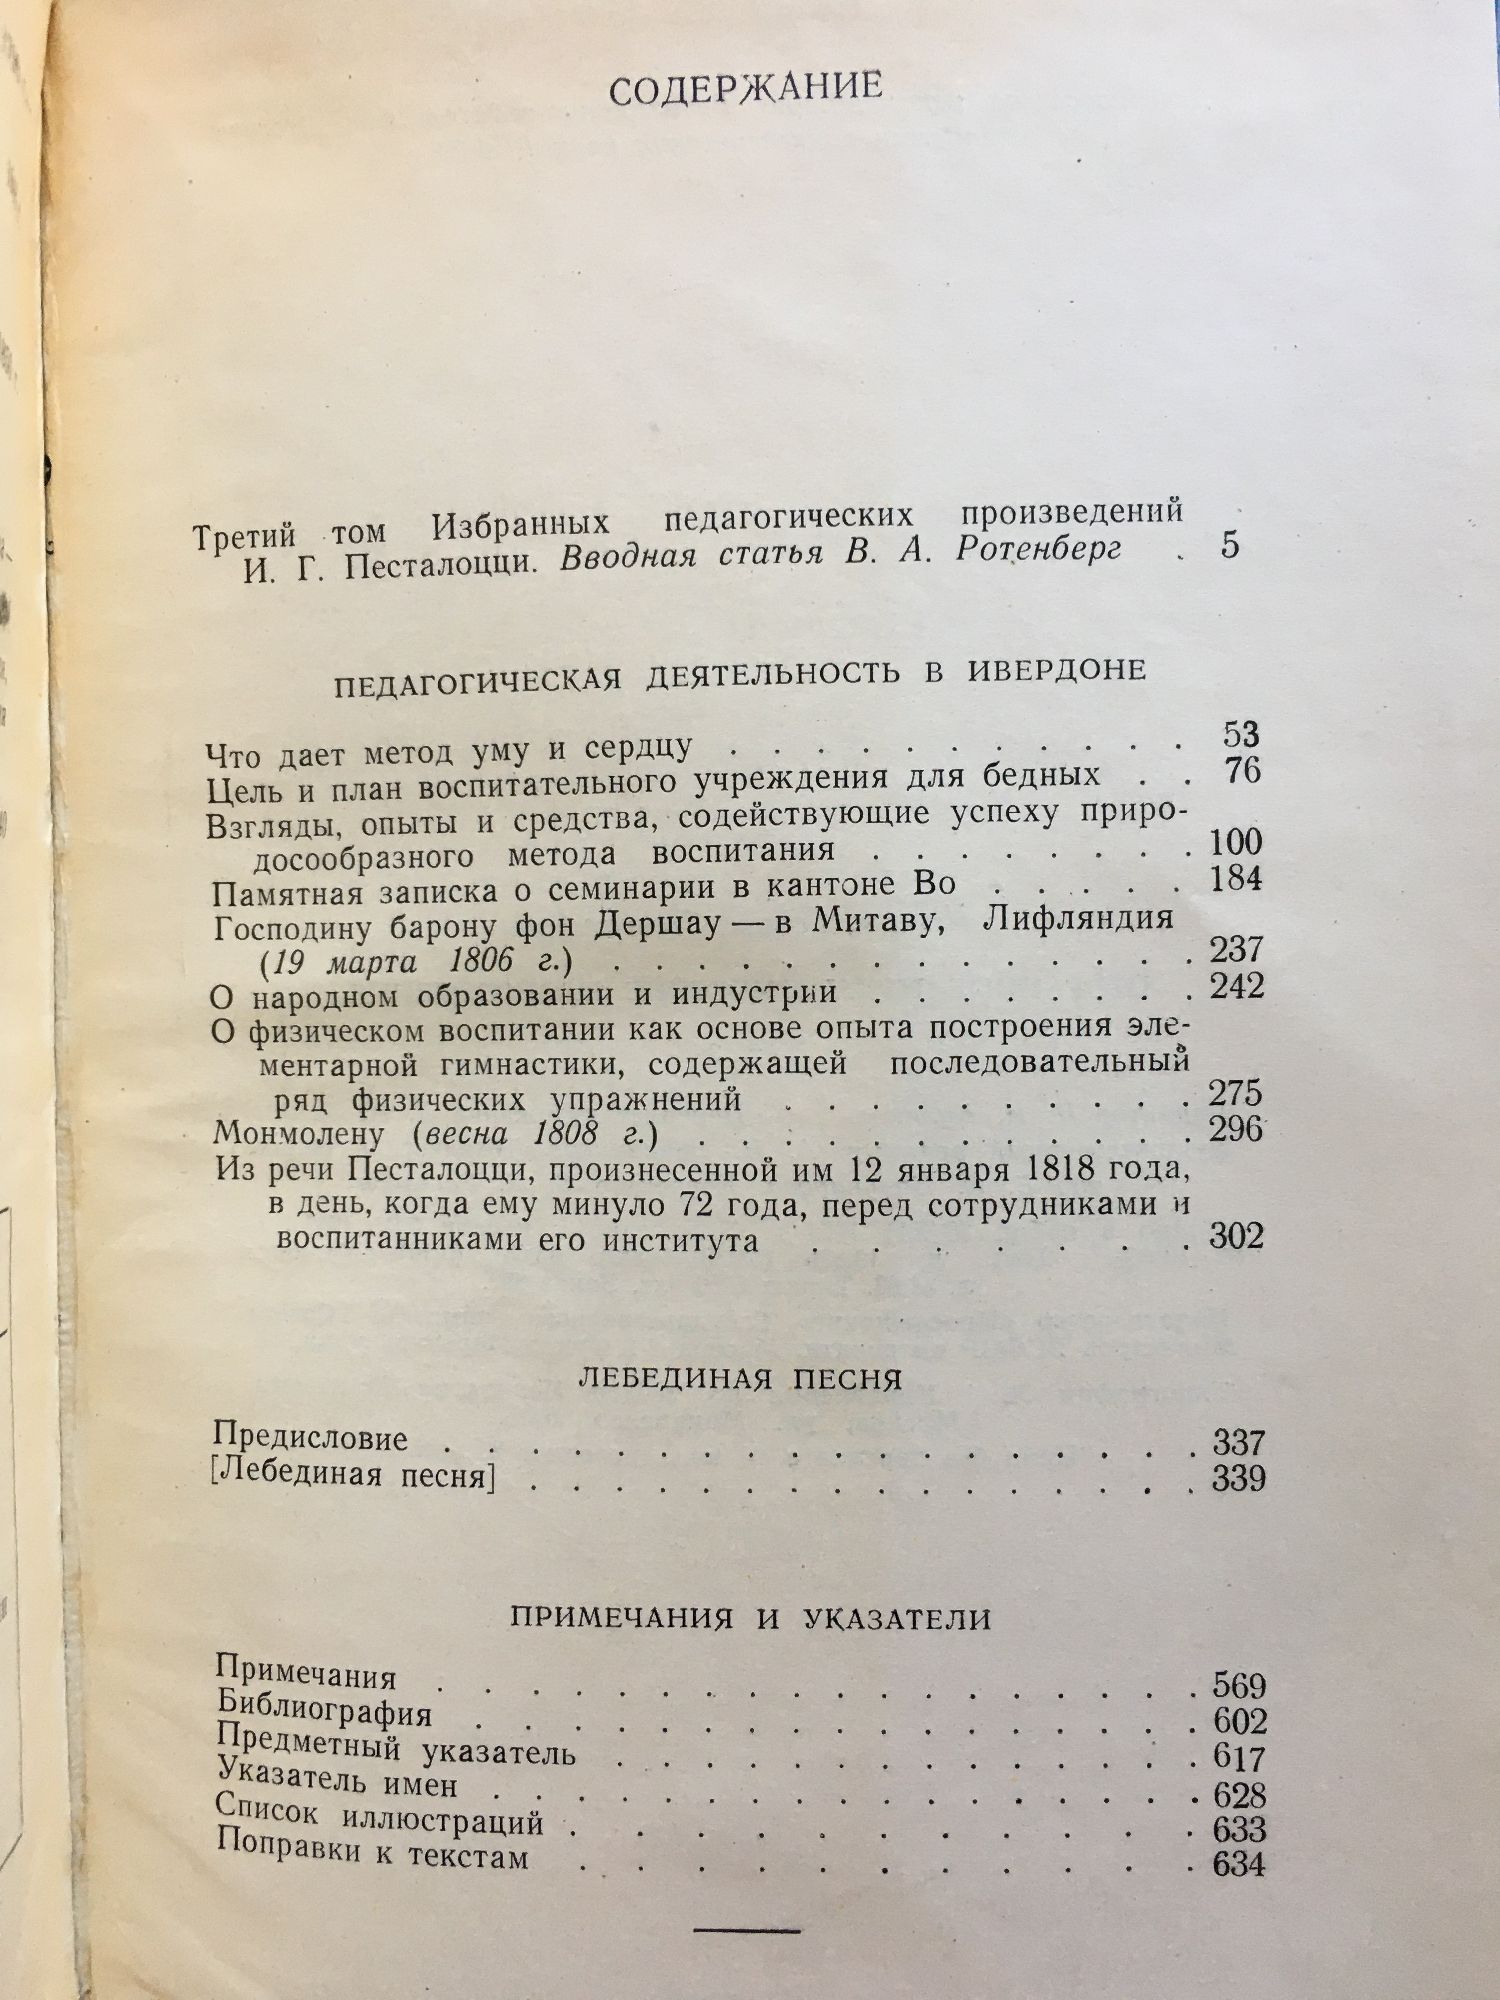 СОДЕРЖАНИЕ
Третий том Избранных педагогических произведений
И. Г. Песталоцци. Вводная статья В. А. Ротенберг . 5
ПЕДАГОГИЧЕСКАЯ ДЕЯТЕЛЬНОСТЬ В ИВЕРДОНЕ
Что дает метод уму и сердцу . . . . . . . . . . . 53
Цель и план воспитательного учреждения для бедных . . 76
Взгляды, опыты и средства, содействующие успеху приро-
досообразного метода воспитания . . . . . . . . 100
Памятная записка о семинарии в кантоне Во . . . . . 184
Господину барону фон Дершау — в Митаву, Лифляндия
(19 марта 1806 г.) . . . . . . . . . . . . . . 237
О народном образовании и индустрии . . . . . . . . 242
О физическом воспитании как основе опыта построения эле-
ментарной гимнастики, содержащей последовательный
ряд физических упражнений . . . . . . . . . . 275
Монмолену (весна 1808 г.) . . . . . . . . . . . . 296
Из речи Песталоцци, произнесенной им 12 января 1818 года,
в день, когда ему минуло 72 года, перед сотрудниками и
воспитанниками его института . . . . . . . 302
ЛЕБЕДИНАЯ ПЕСНЯ
Предисловие . . . . . . . . . . . . . . . . . . 337
[Лебединая песня] . . . . . . . . . . . . . . . . 339
ПРИМЕЧАНИЯ И УКАЗАТЕЛИ
Примечания . . . . . . . . . . . . . . . . . . 569
Библиография . . . . . . . . . . . . . . . . . 602
Предметный указатель . . . . . . . . . . . . . . 617
Указатель имен . . . . . . . . . . . . . . . . . 628
Список иллюстраций . . . . . . . . . . . 633
Поправки к текстам . . . . . . . . . . . 634